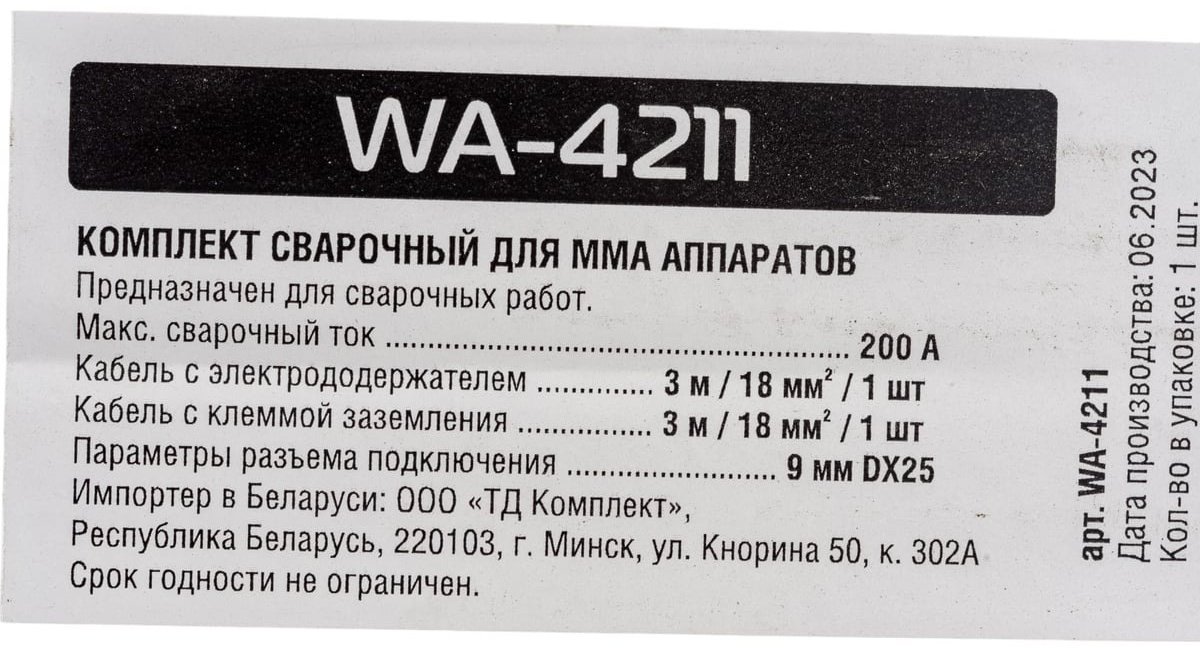 WA-4211
КОМПЛЕКТ СВАРОЧНЫЙ ДЛЯ ММА АППАРАТОВ
Предназначен для сварочных работ.
Макс. сварочный ток ........................................................ 200 А
Кабель с электрододержателем .............. 3 м / 18 мм² / 1 шт
Кабель с клеммой заземления ................ 3 м / 18 мм² / 1 шт
Параметры разъема подключения ......................... 9 мм DX25
Импортер в Беларуси: ООО «ТД Комплект»,
Республика Беларусь, 220103, г. Минск, ул. Кнорина 50, к. 302А
Срок годности не ограничен.
арт. WA-4211
Дата производства: 06.2023
Кол-во в упаковке: 1 шт.